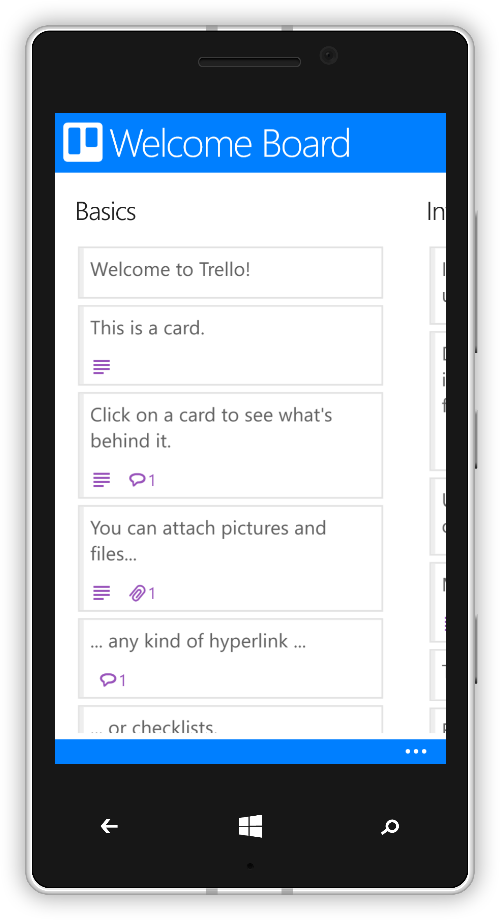 Welcome Board
Basics
In
Welcome to Trello!
This is a card.
Click on a card to see what's
behind it.
1
You can attach pictures and
files...
1
... any kind of hyperlink ...
1
... or checklists.